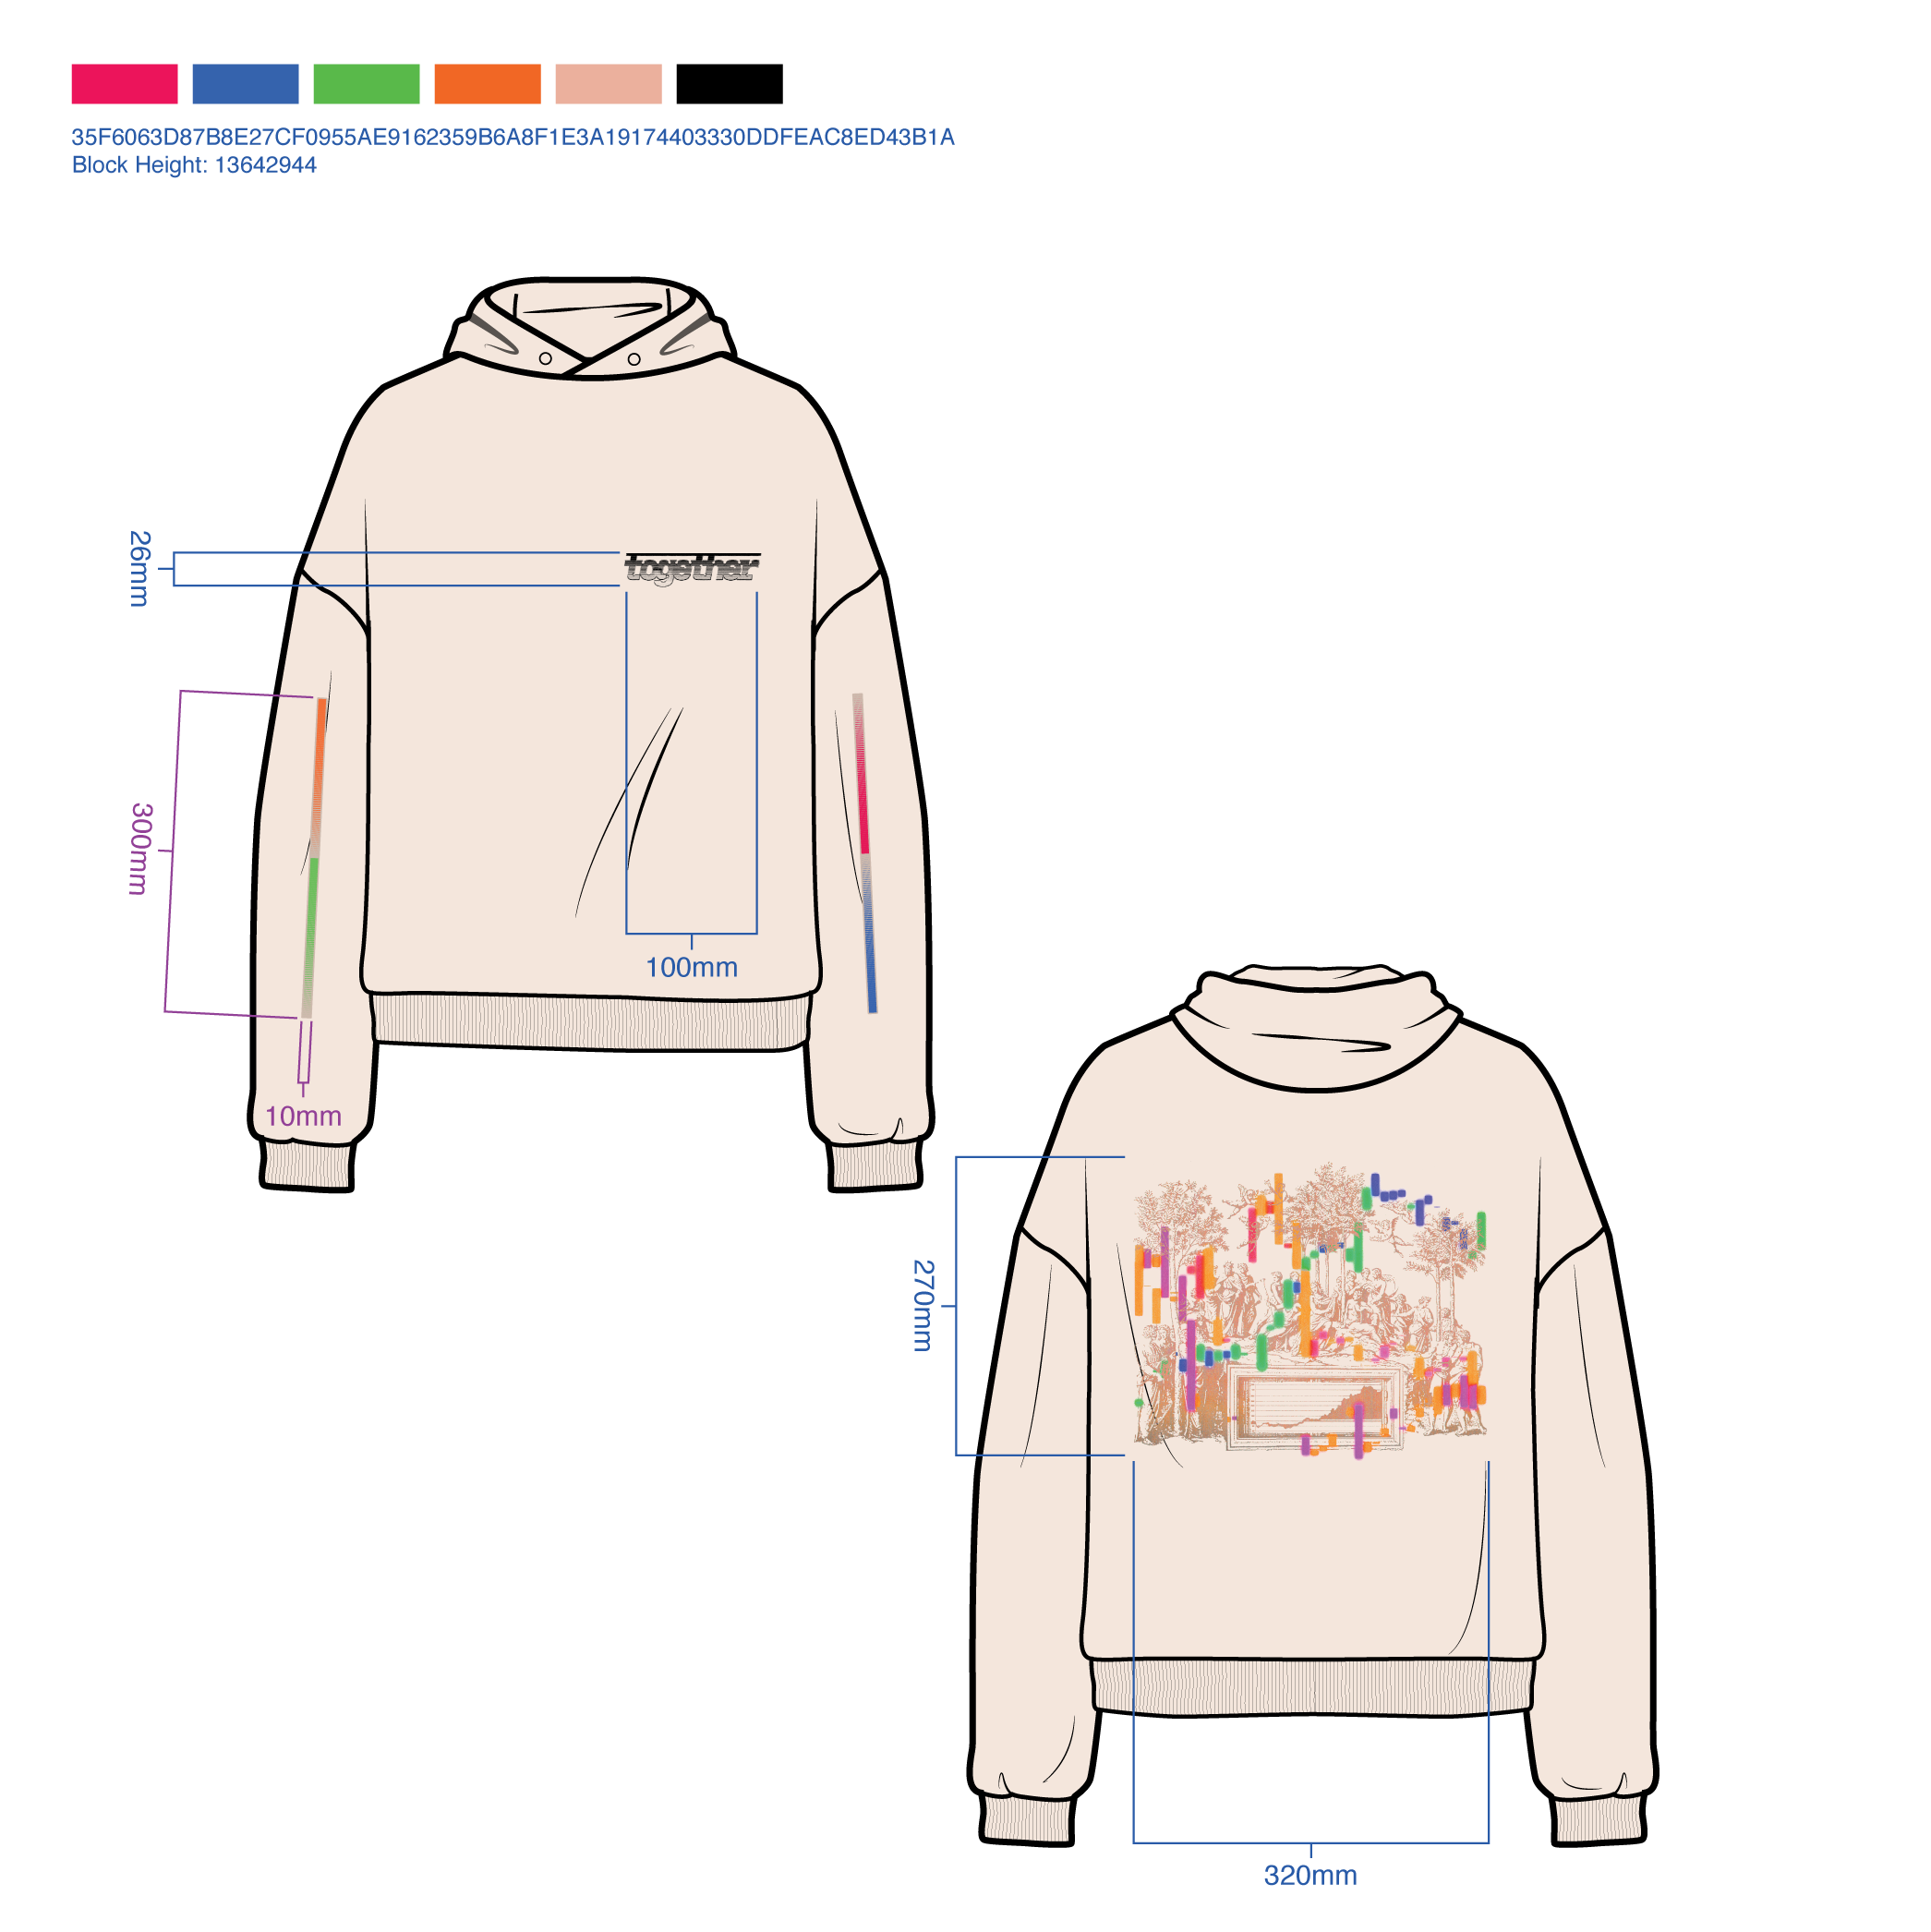 35F6063D87B8E27CF0955AE9162359B6A8F1E3A19174403330DDFEAC8ED43B1A
Block Height: 13642944
26mm
together
300mm
100mm
10mm
270mm
320mm